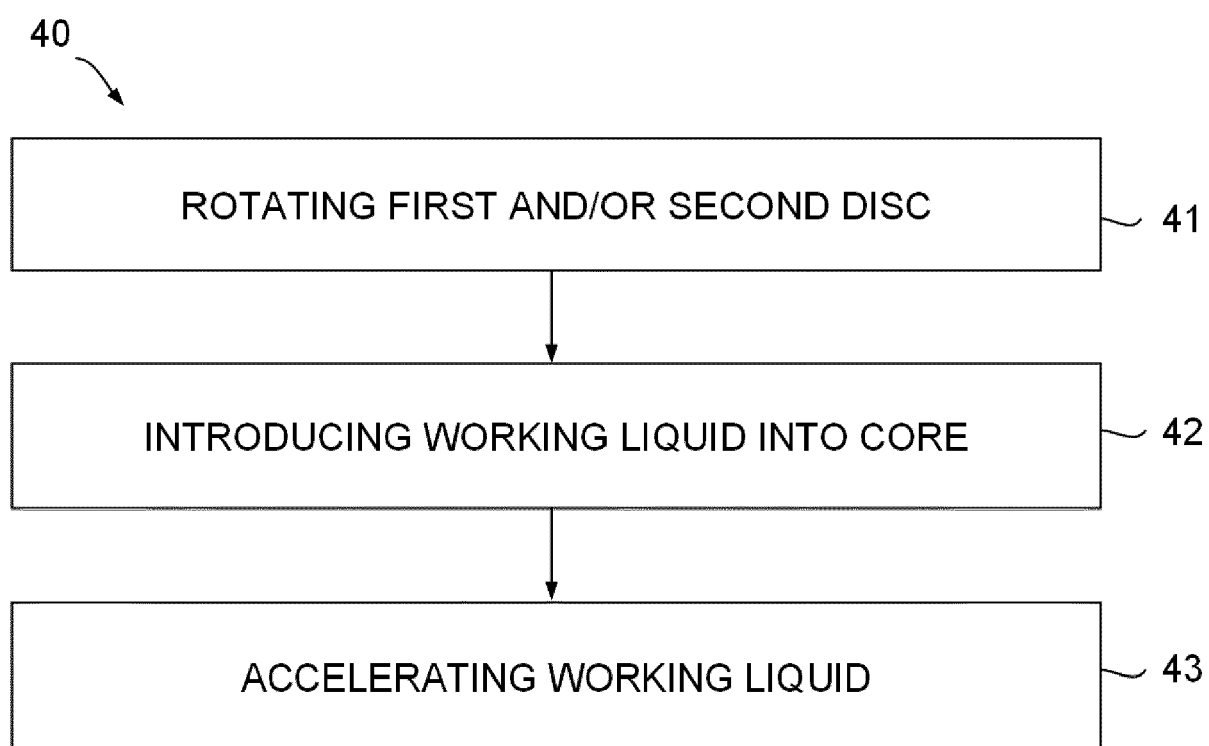 40
ROTATING FIRST AND/OR SECOND DISC
41
INTRODUCING WORKING LIQUID INTO CORE
42
ACCELERATING WORKING LIQUID
43